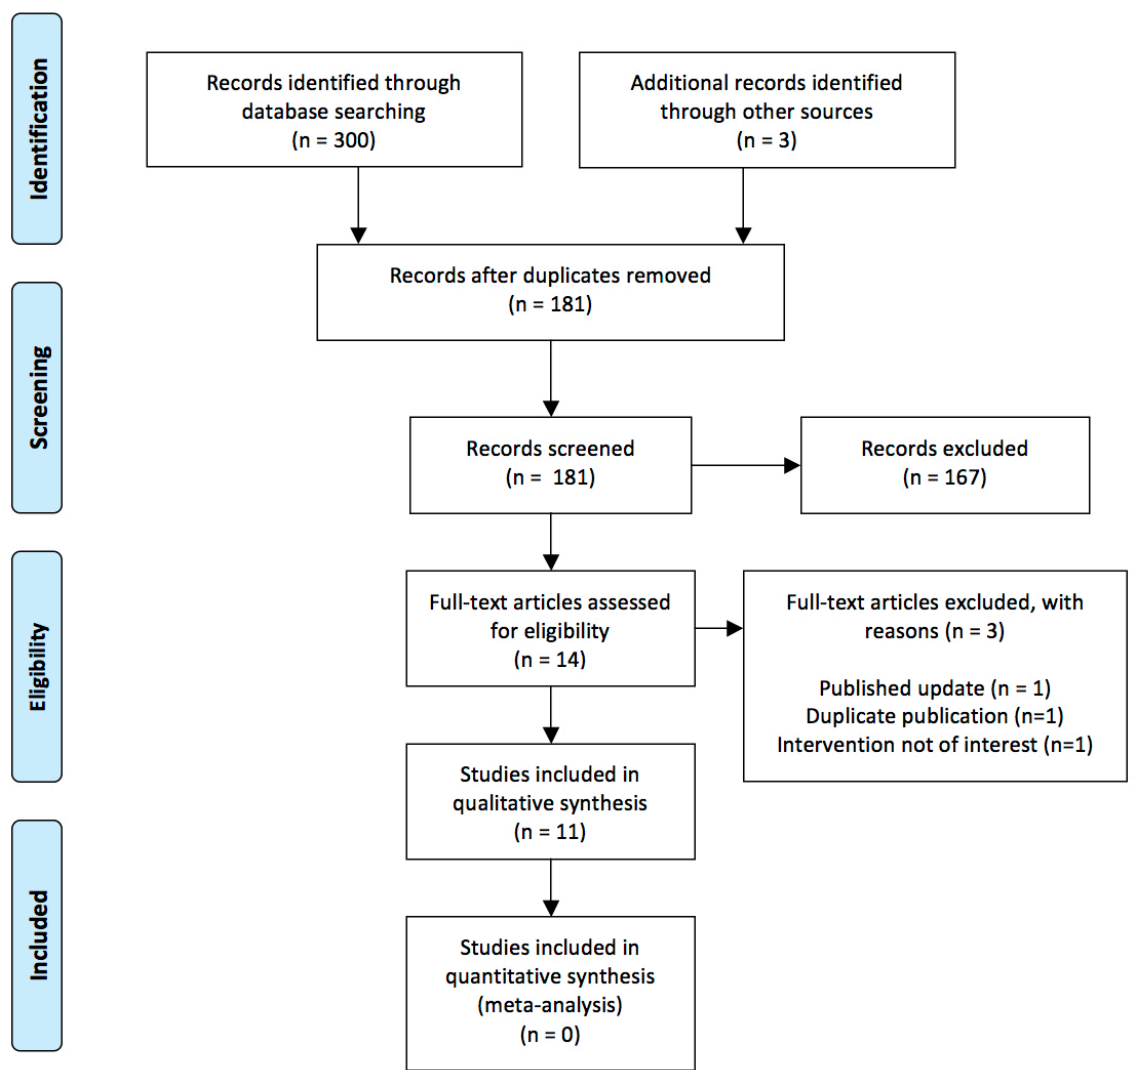 Identification
Records identified through
database searching
(n = 300)
Additional records identified
through other sources
(n = 3)
Records after duplicates removed
(n = 181)
Screening
Records screened
(n =  181)
Records excluded
(n = 167)
Eligibility
Full-text articles assessed
for eligibility
(n = 14)
Full-text articles excluded, with
reasons (n = 3)
Published update (n = 1)
Duplicate publication (n=1)
Intervention not of interest (n=1)
Studies included in
qualitative synthesis
(n = 11)
Included
Studies included in
quantitative synthesis
(meta-analysis)
(n = 0)